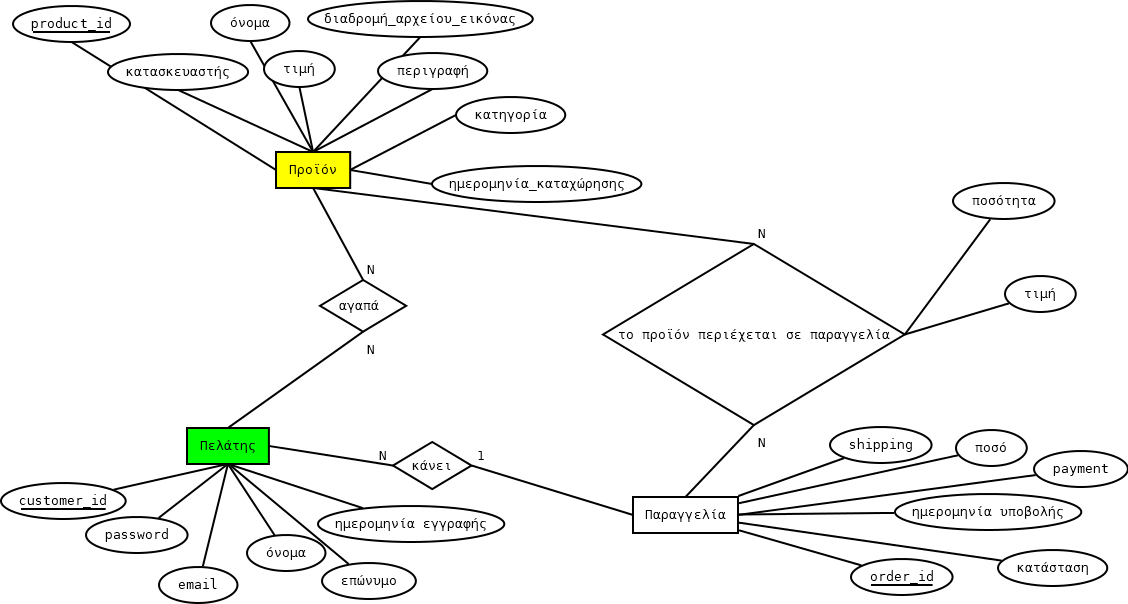 product_id
όνομα
διαδρομή_αρχείου_εικόνας
κατασκευαστής
τιμή
περιγραφή
κατηγορία
Προϊόν
ημερομηνία_καταχώρησης
ποσότητα
N
N
τιμή
αγαπά
το προϊόν περιέχεται σε παραγγελία
N
Πελάτης
N
κάνει
1
N
shipping
ποσό
payment
customer_id
password
ημερομηνία εγγραφής
Παραγγελία
ημερομηνία υποβολής
όνομα
email
επώνυμο
order_id
κατάσταση